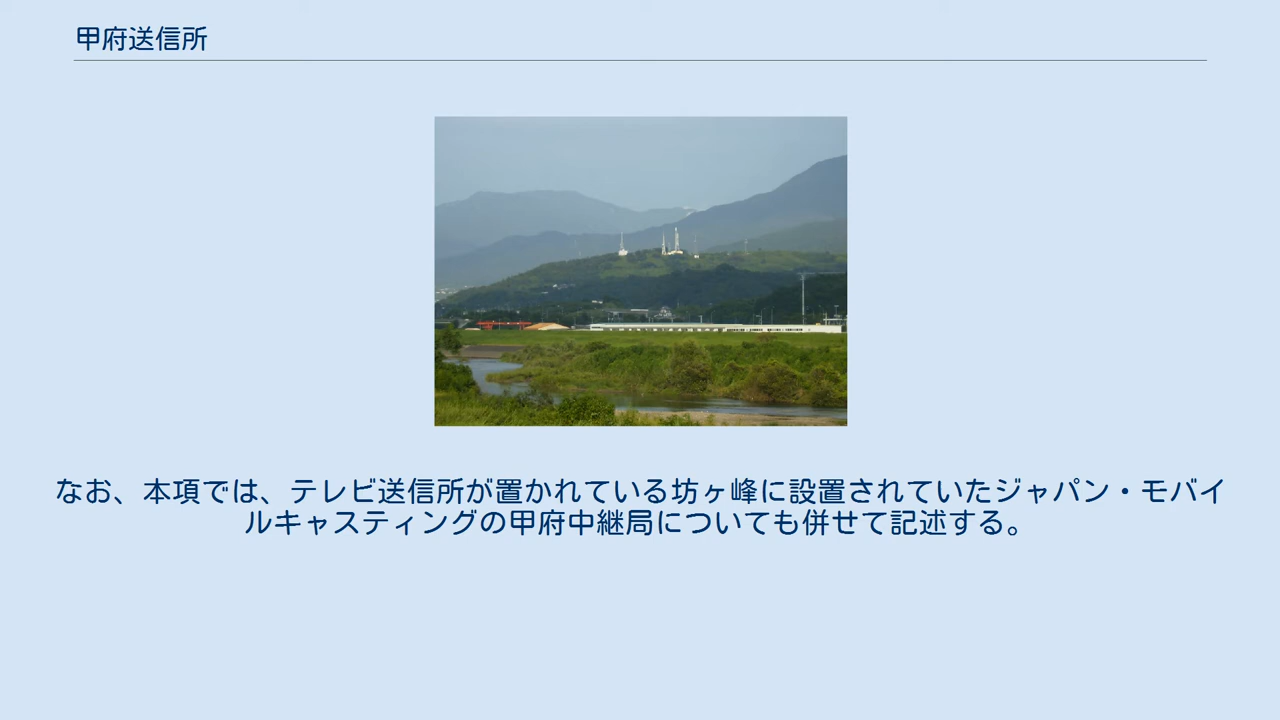 甲府送信所
なお、本項では、テレビ送信所が置かれている坊ヶ峰に設置されていたジャパン・モバイ
ルキャスティングの甲府中継局についても併せて記述する。